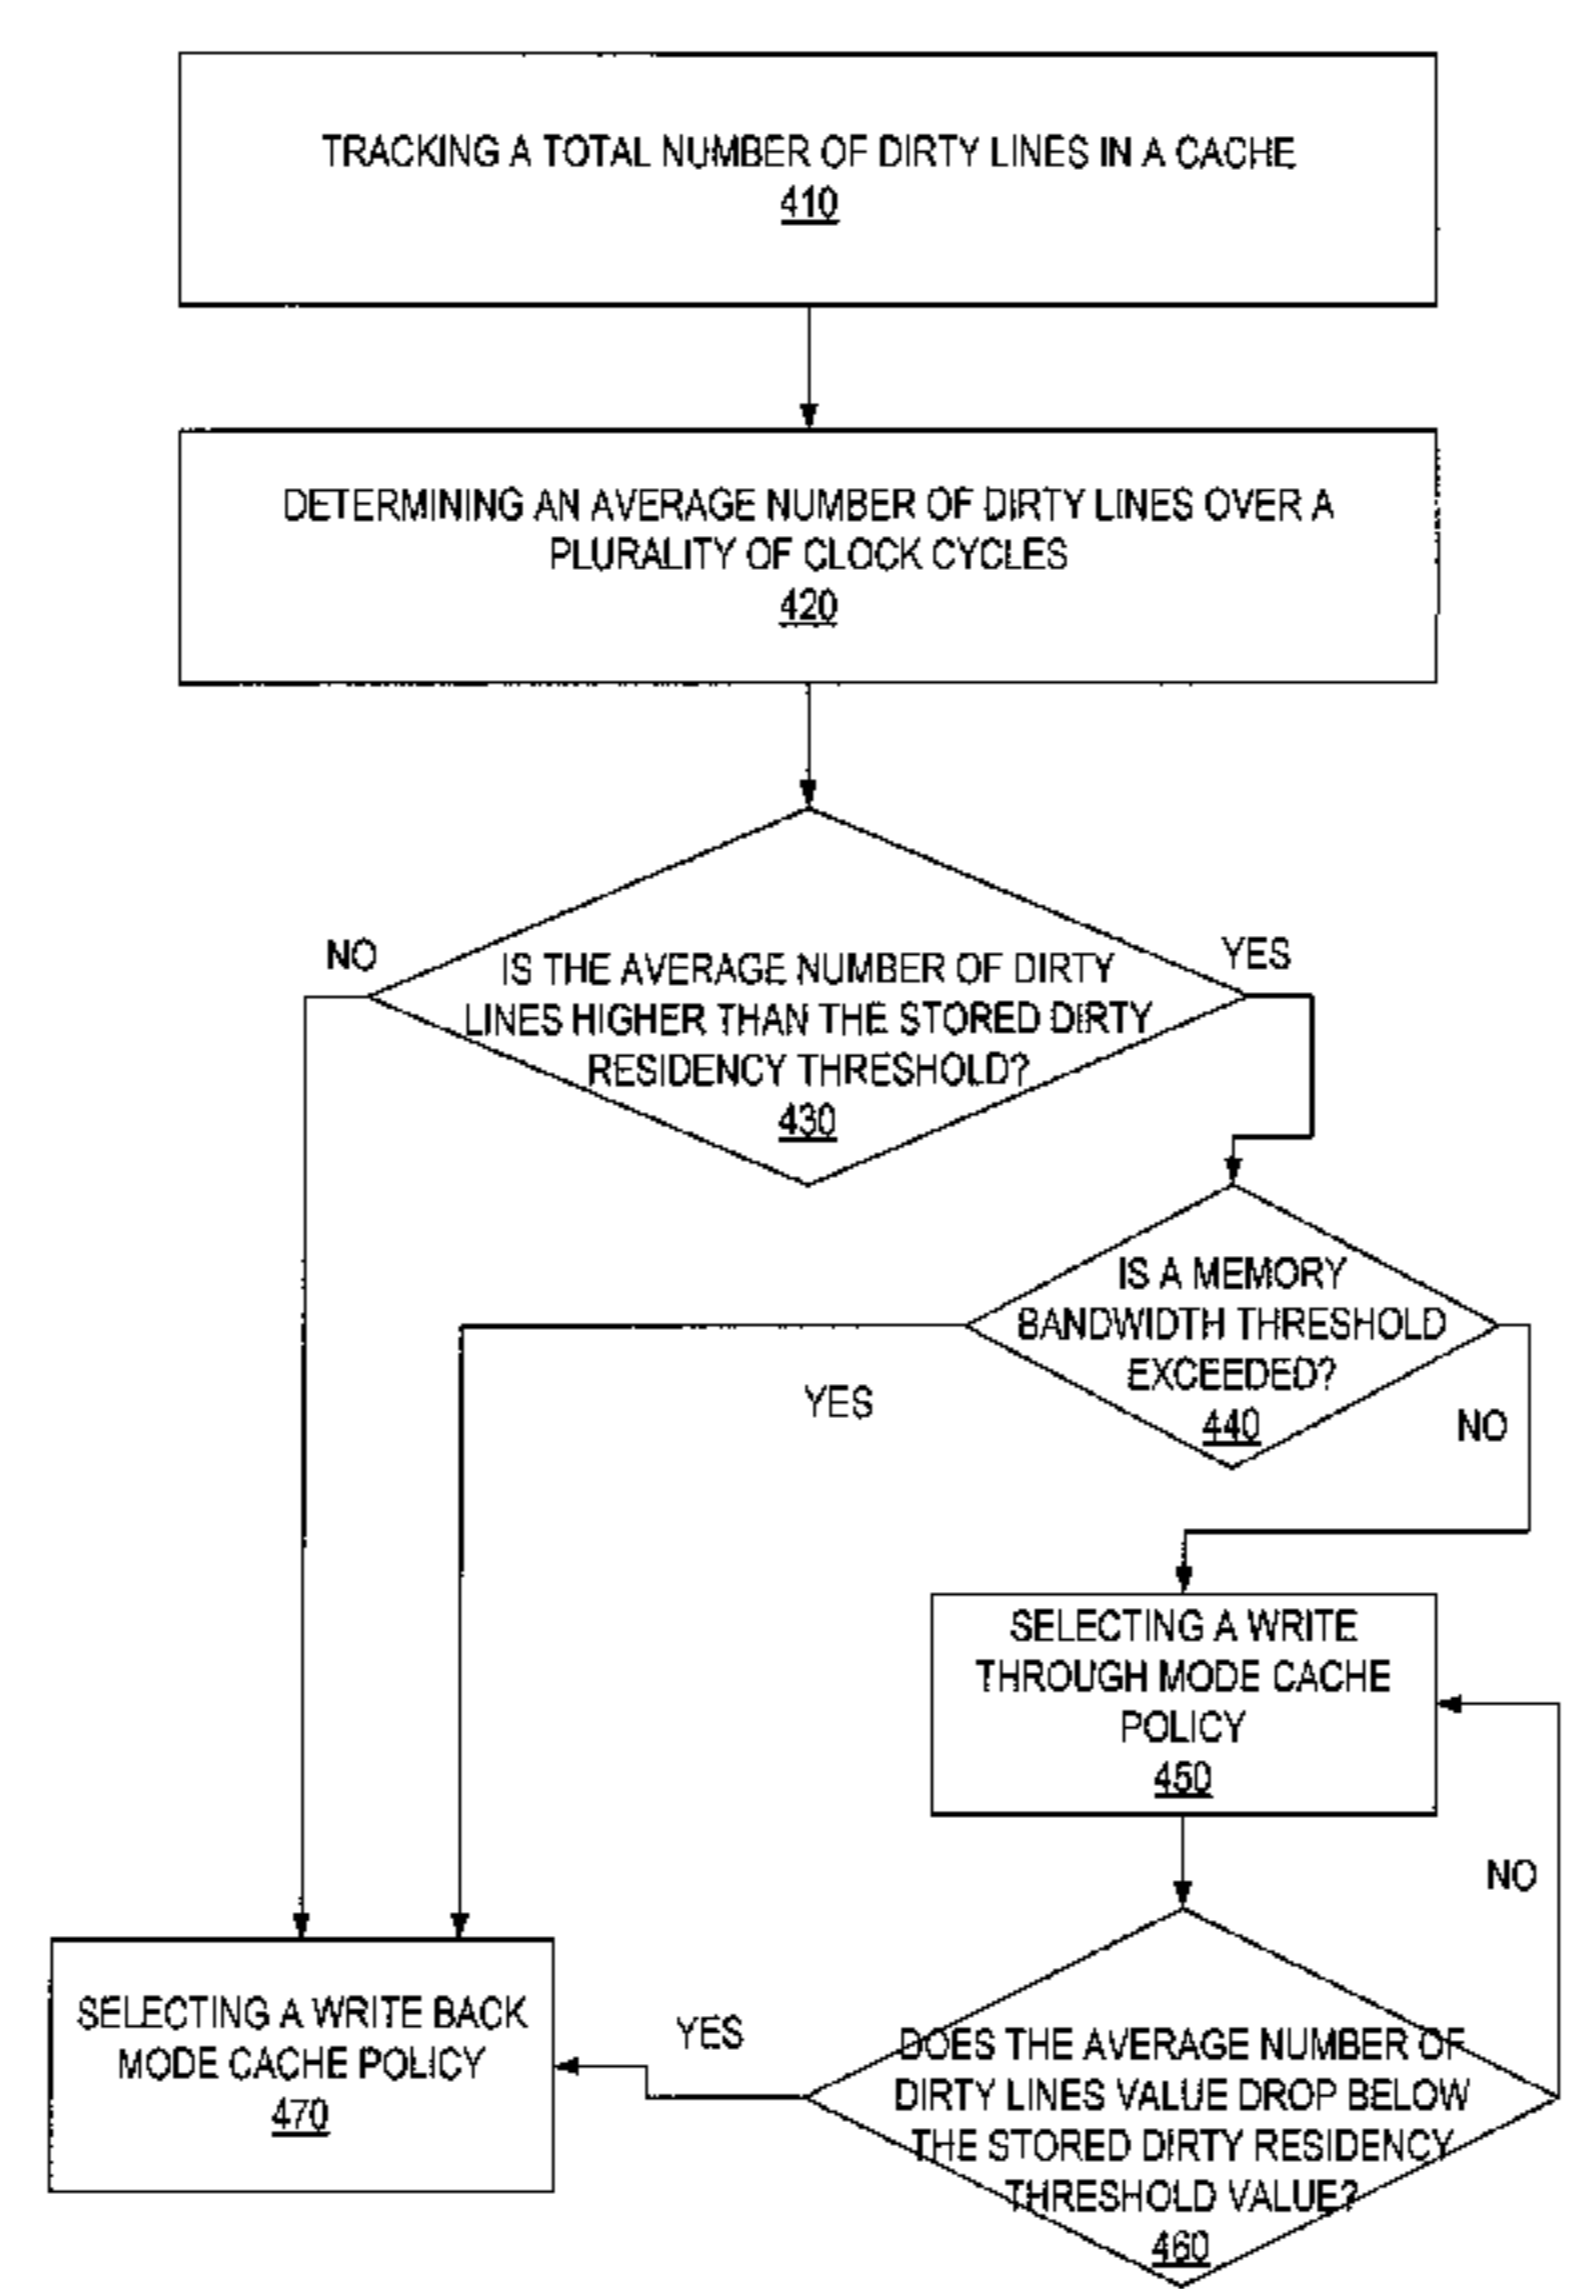 TRACKING A TOTAL NUMBER OF DIRTY LINES IN A CACHE
410
DETERMINING AN AVERAGE NUMBER OF DIRTY LINES OVER A
PLURALITY OF CLOCK CYCLES
420
NO
YES
IS THE AVERAGE NUMBER OF DIRTY
LINES HIGHER THAN THE STORED DIRTY
RESIDENCY THRESHOLD?
430
IS A MEMORY
BANDWIDTH THRESHOLD
EXCEEDED?
440
YES
NO
SELECTING A WRITE
THROUGH MODE CACHE
POLICY
450
NO
SELECTING A WRITE BACK
MODE CACHE POLICY
470
YES
DOES THE AVERAGE NUMBER OF
DIRTY LINES VALUE DROP BELOW
THE STORED DIRTY RESIDENCY
THRESHOLD VALUE?
460